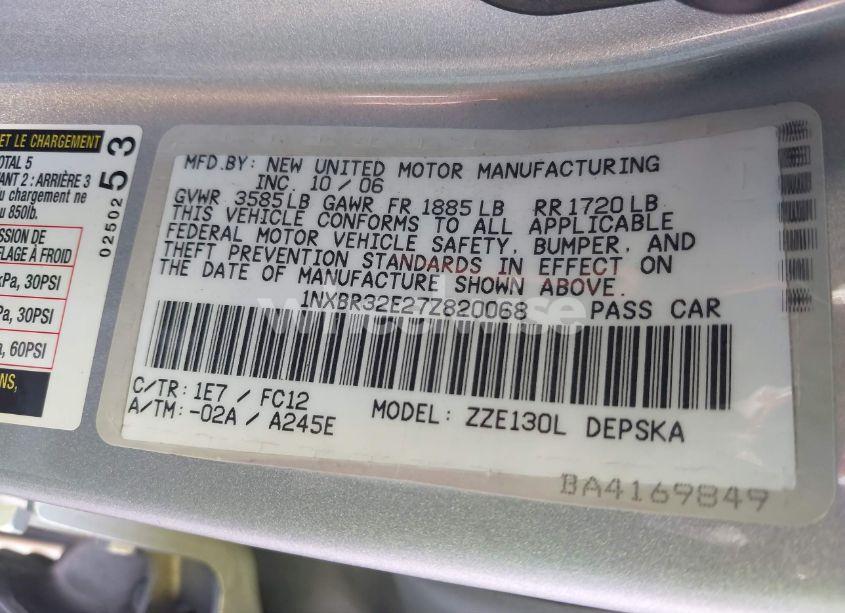 ET LE CHARGEMENT
OTAL 5
ANT 2 : ARRIÈRE 3
u chargement ne
u 850lb.
SSION DE
FLAGE À FROID
kPa, 30PSI
Pa, 30PSI
a, 60PSI
NS,
02502 53
MFD.BY: NEW UNITED MOTOR MANUFACTURING
INC. 10 / 06
GVWR 3585LB GAWR FR 1885LB RR 1720LB
THIS VEHICLE CONFORMS TO ALL APPLICABLE
FEDERAL MOTOR VEHICLE SAFETY, BUMPER, AND
THEFT PREVENTION STANDARDS IN EFFECT ON
THE DATE OF MANUFACTURE SHOWN ABOVE.
1NXBR32E27Z820068 PASS CAR
C/TR: 1E7 / FC12
A/TM: -02A / A245E
MODEL: ZZE130L DEPSKA
BA4169849